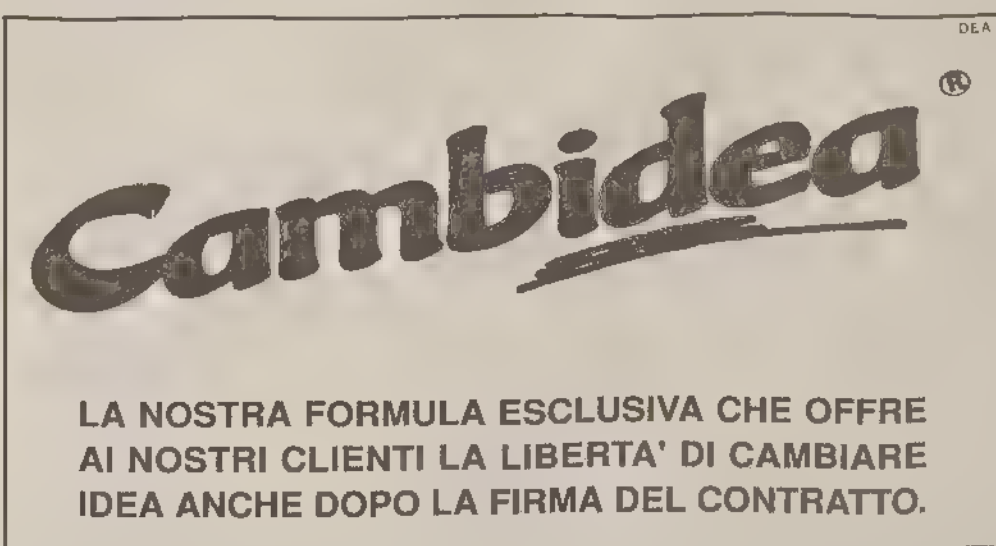 DEA
Cambidea ®
LA NOSTRA FORMULA ESCLUSIVA CHE OFFRE
AI NOSTRI CLIENTI LA LIBERTA' DI CAMBIARE
IDEA ANCHE DOPO LA FIRMA DEL CONTRATTO.